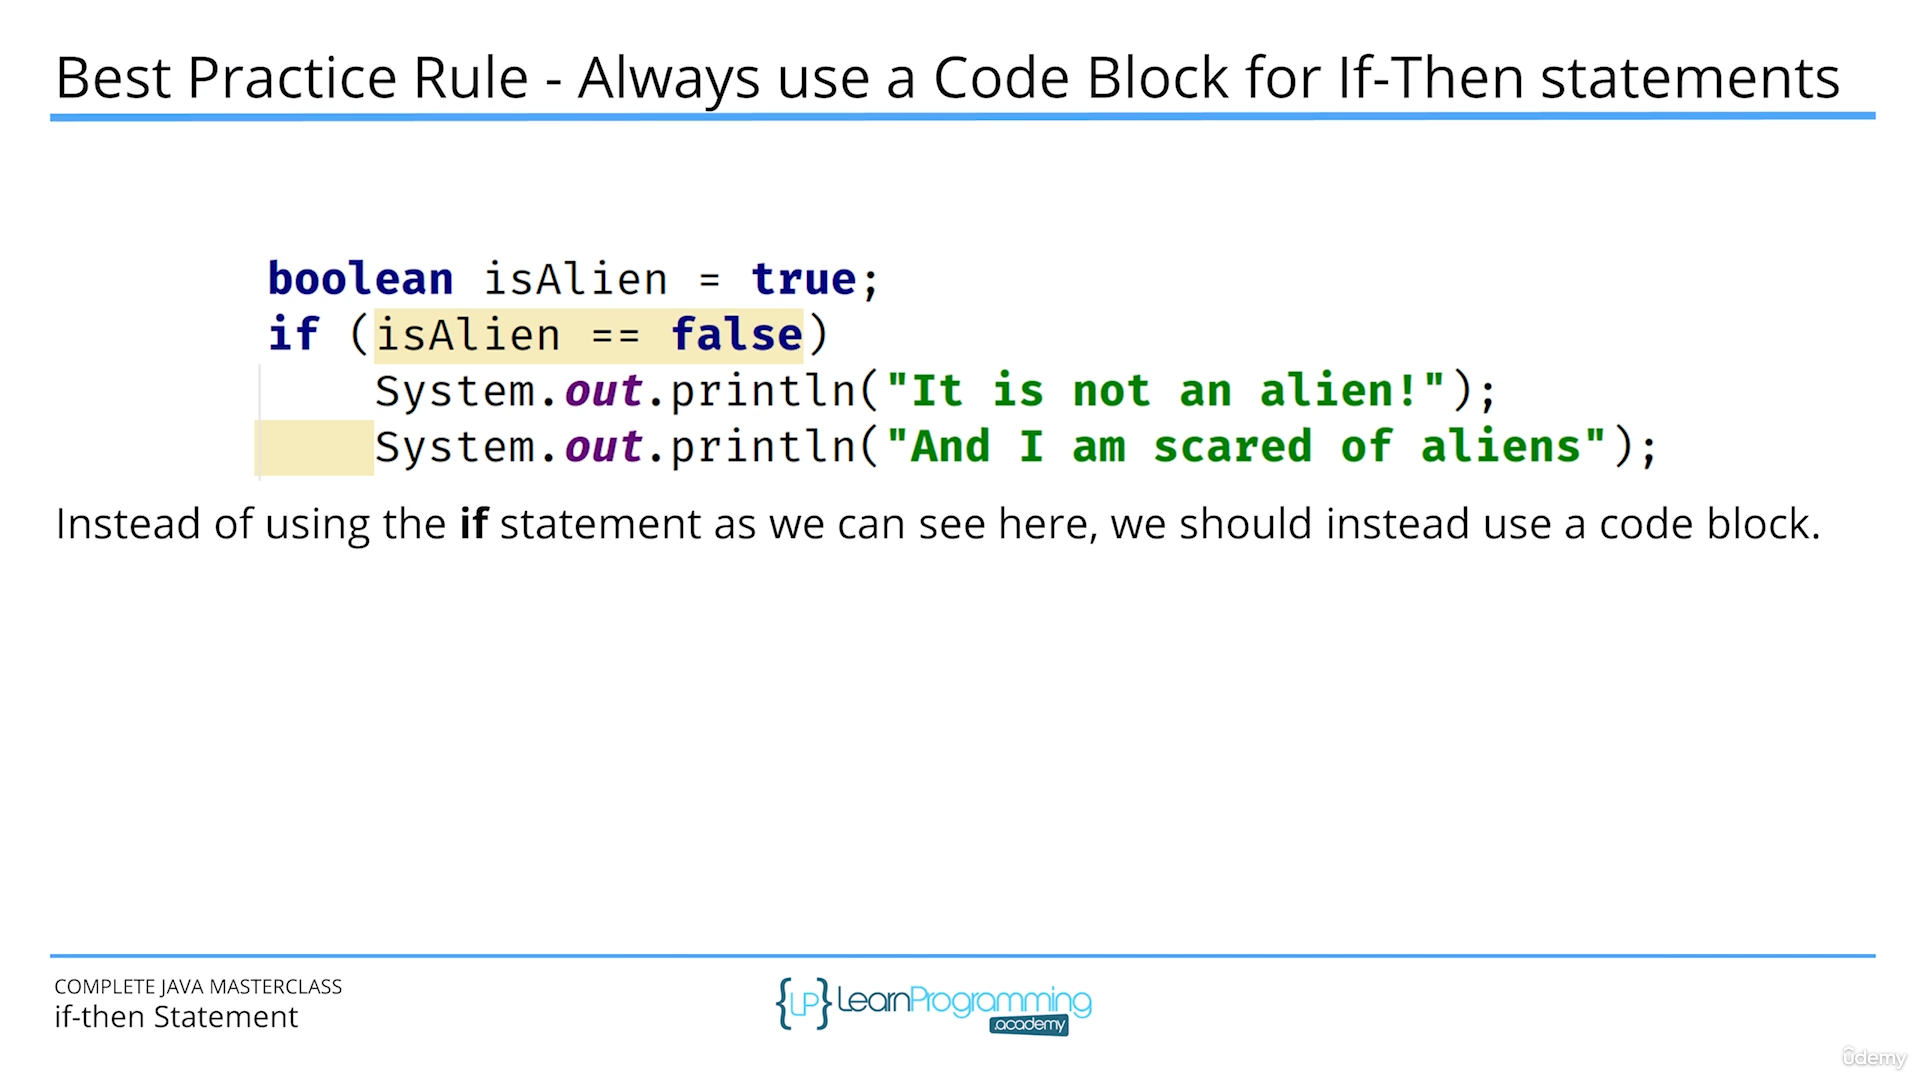 Best Practice Rule - Always use a Code Block for If-Then statements
boolean isAlien = true;
if (isAlien == false)
System.out.println("It is not an alien!");
System.out.println("And I am scared of aliens");
Instead of using the if statement as we can see here, we should instead use a code block.
COMPLETE JAVA MASTERCLASS
if-then Statement
{LP} LearnProgramming
.academy
ûdemy